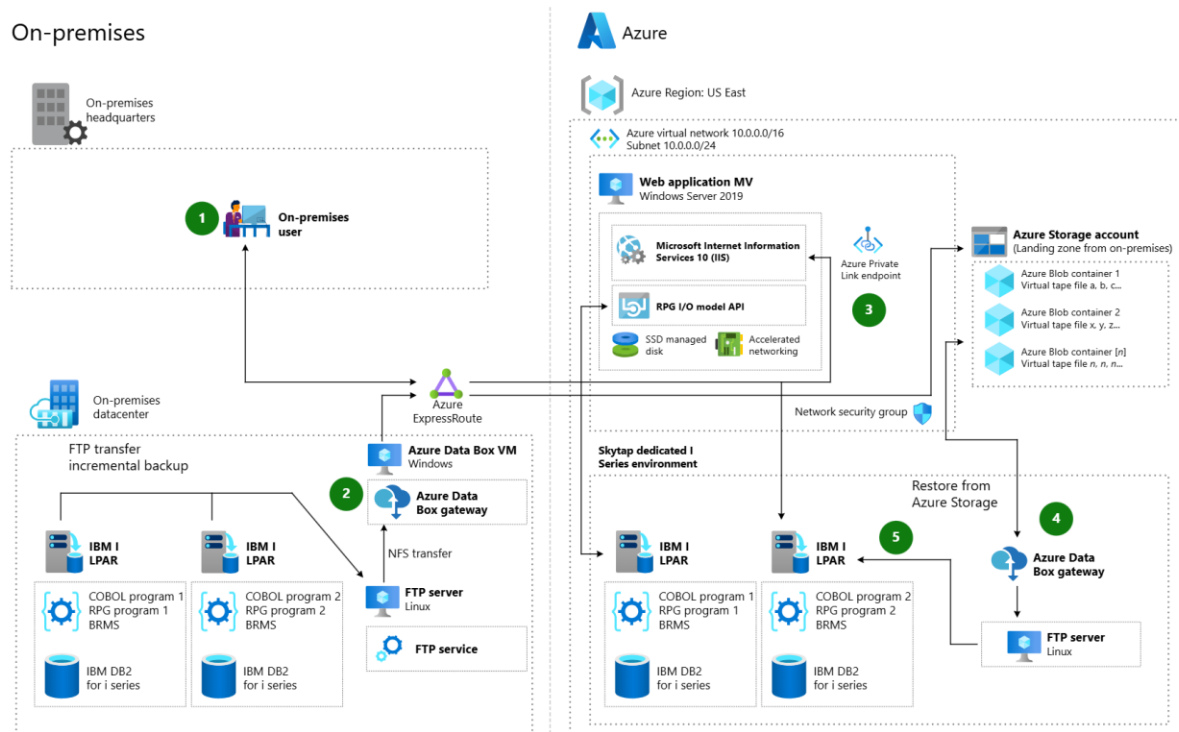 On-premises
On-premises
headquarters
1
On-premises
user
On-premises
datacenter
FTP transfer
incremental backup
Azure
ExpressRoute
Azure Data Box VM
Windows
2
Azure Data
Box gateway
NFS transfer
IBM I
LPAR
COBOL program 1
RPG program 1
BRMS
IBM DB2
for i series
IBM I
LPAR
COBOL program 2
RPG program 2
BRMS
IBM DB2
for i series
FTP server
Linux
FTP service
Azure
Azure Region: US East
Azure virtual network 10.0.0.0/16
Subnet 10.0.0.0/24
Web application MV
Windows Server 2019
Microsoft Internet Information
Services 10 (IIS)
RPG I/O model API
SSD managed
disk
Accelerated
networking
Azure Private
Link endpoint
3
Network security group
Azure Storage account
(Landing zone from on-premises)
Azure Blob container 1
Virtual tape file a, b, c...
Azure Blob container 2
Virtual tape file x, y, z...
Azure Blob container [n]
Virtual tape file n, n, n...
Skytap dedicated I
Series environment
Restore from
Azure Storage
4
5
IBM I
LPAR
COBOL program 1
RPG program 1
BRMS
IBM DB2
for i series
IBM I
LPAR
COBOL program 2
RPG program 2
BRMS
IBM DB2
for i series
Azure Data
Box gateway
FTP server
Linux